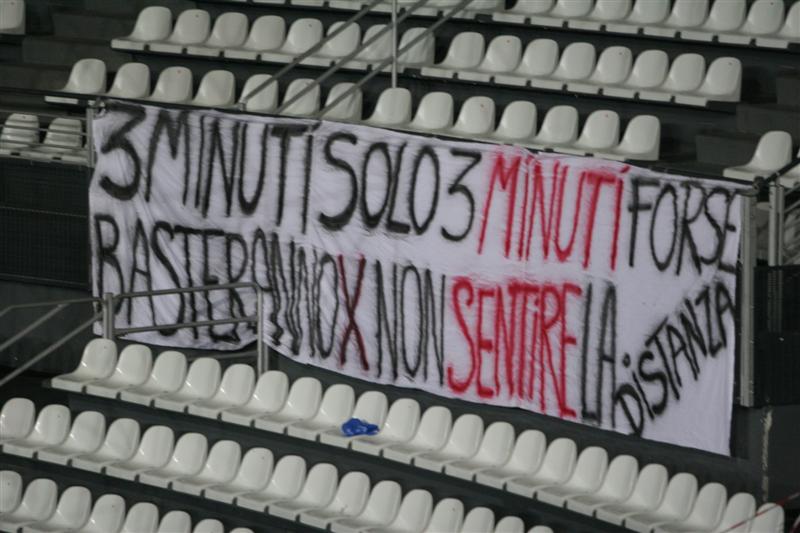 3 MINUTI SOLO 3 MINUTI FORSE
BASTERANNO X NON SENTIRE LA DISTANZA